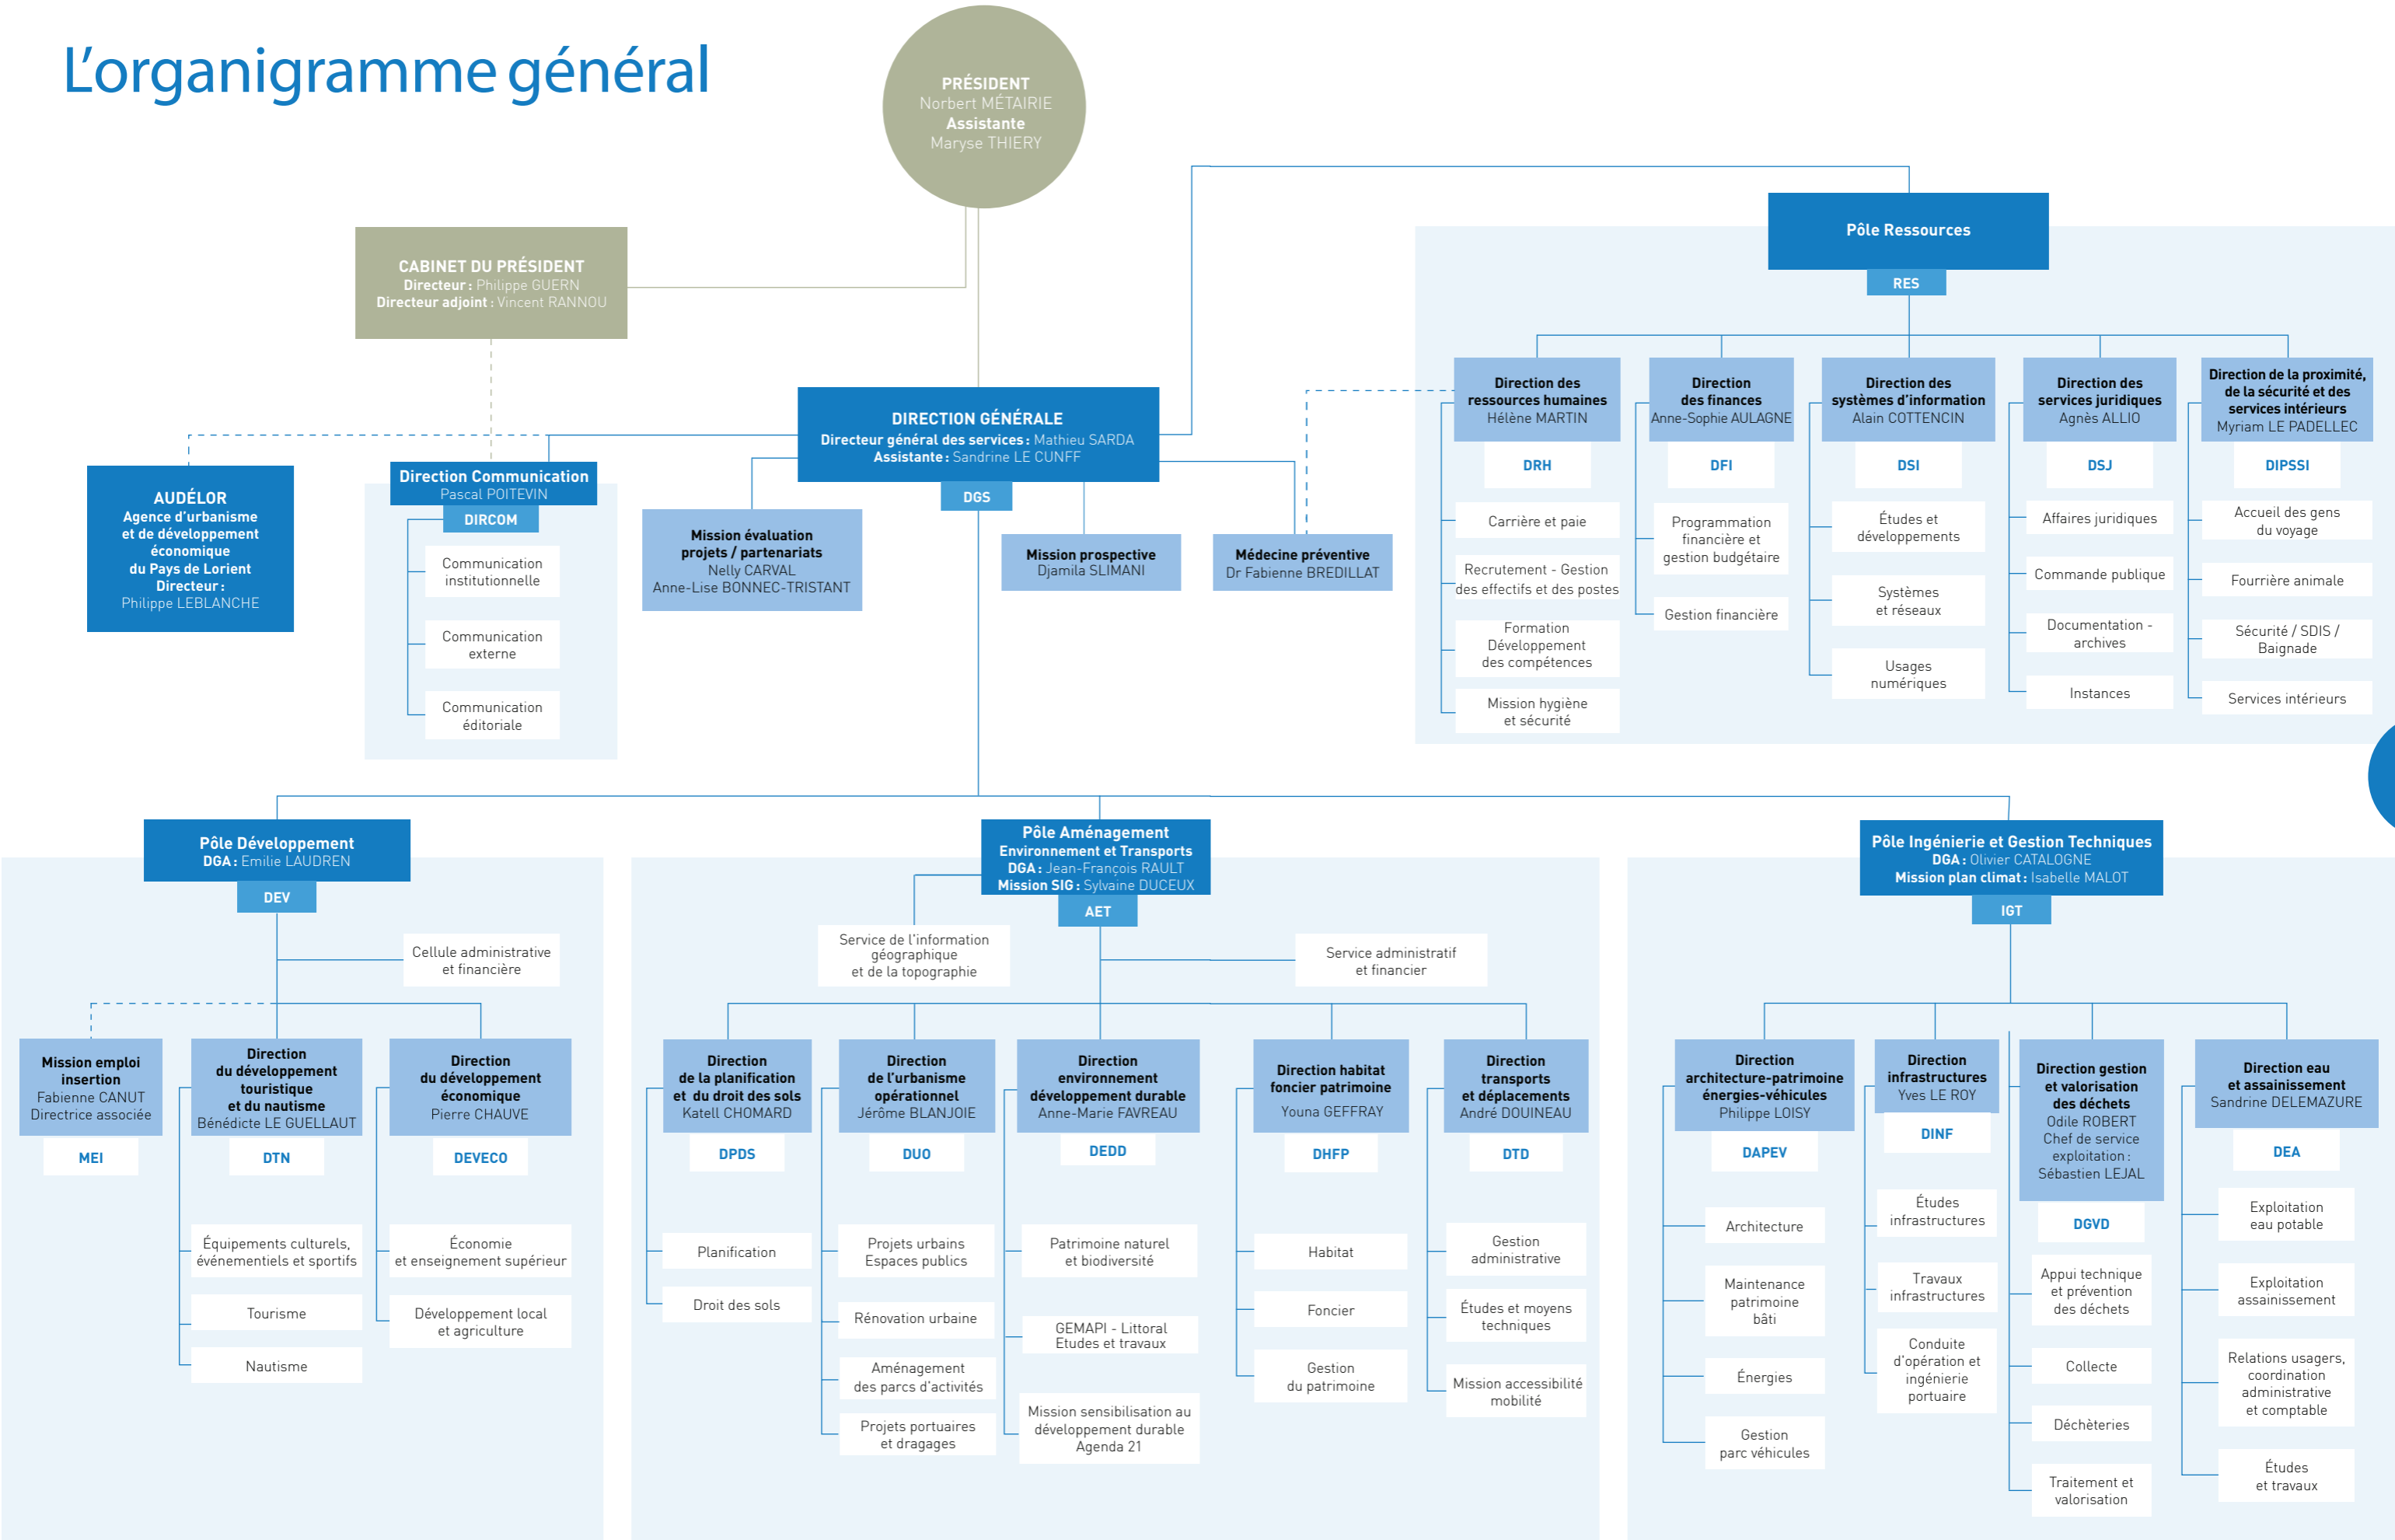 L'organigramme général
PRÉSIDENT
Norbert MÉTAIRIE
Assistante
Maryse THIERY
CABINET DU PRÉSIDENT
Directeur : Philippe GUERN
Directeur adjoint : Vincent RANNOU
DIRECTION GÉNÉRALE
Directeur général des services : Mathieu SARDA
Assistante : Sandrine LE CUNFF
DGS
AUDÉLOR
Agence d'urbanisme
et de développement
économique
du Pays de Lorient
Directeur :
Philippe LEBLANCHE
Direction Communication
Pascal POITEVIN
DIRCOM
Communication
institutionnelle
Communication
externe
Communication
éditoriale
Mission évaluation
projets / partenariats
Nelly CARVAL
Anne-Lise BONNEC-TRISTANT
Mission prospective
Djamila SLIMANI
Médecine préventive
Dr Fabienne BREDILLAT
Pôle Ressources
RES
Direction des
ressources humaines
Hélène MARTIN
DRH
Carrière et paie
Recrutement - Gestion
des effectifs et des postes
Formation
Développement
des compétences
Mission hygiène
et sécurité
Direction
des finances
Anne-Sophie AULAGNE
DFI
Programmation
financière et
gestion budgétaire
Gestion financière
Direction des
systèmes d'information
Alain COTTENCIN
DSI
Études et
développements
Systèmes
et réseaux
Usages
numériques
Direction des
services juridiques
Agnès ALLIO
DSJ
Affaires juridiques
Commande publique
Documentation -
archives
Instances
Direction de la proximité,
de la sécurité et des
services intérieurs
Myriam LE PADELLEC
DIPSSI
Accueil des gens
du voyage
Fourrière animale
Sécurité / SDIS /
Baignade
Services intérieurs
Pôle Développement
DGA : Emilie LAUDREN
DEV
Cellule administrative
et financière
Mission emploi
insertion
Fabienne CANUT
Directrice associée
MEI
Direction
du développement
touristique
et du nautisme
Bénédicte LE GUELLAUT
DTN
Équipements culturels,
événementiels et sportifs
Tourisme
Nautisme
Direction
du développement
économique
Pierre CHAUVE
DEVECO
Économie
et enseignement supérieur
Développement local
et agriculture
Pôle Aménagement
Environnement et Transports
DGA : Jean-François RAULT
Mission SIG : Sylvaine DUCEUX
AET
Service de l'information
géographique
et de la topographie
Service administratif
et financier
Direction
de la planification
et du droit des sols
Katell CHOMARD
DPDS
Planification
Droit des sols
Direction
de l'urbanisme
opérationnel
Jérôme BLANJOIE
DUO
Projets urbains
Espaces publics
Rénovation urbaine
Aménagement
des parcs d'activités
Projets portuaires
et dragages
Direction
environnement
développement durable
Anne-Marie FAVREAU
DEDD
Patrimoine naturel
et biodiversité
GEMAPI - Littoral
Etudes et travaux
Mission sensibilisation au
développement durable
Agenda 21
Direction habitat
foncier patrimoine
Youna GEFFRAY
DHFP
Habitat
Foncier
Gestion
du patrimoine
Direction
transports
et déplacements
André DOUINEAU
DTD
Gestion
administrative
Études et moyens
techniques
Mission accessibilité
mobilité
Pôle Ingénierie et Gestion Techniques
DGA : Olivier CATALOGNE
Mission plan climat : Isabelle MALOT
IGT
Direction
architecture-patrimoine
énergies-véhicules
Philippe LOISY
DAPEV
Architecture
Maintenance
patrimoine
bâti
Énergies
Gestion
parc véhicules
Direction
infrastructures
Yves LE ROY
DINF
Études
infrastructures
Travaux
infrastructures
Conduite
d'opération et
ingénierie
portuaire
Direction gestion
et valorisation
des déchets
Odile ROBERT
Chef de service
exploitation :
Sébastien LEJAL
DGVD
Appui technique
et prévention
des déchets
Collecte
Déchèteries
Traitement et
valorisation
Direction eau
et assainissement
Sandrine DELEMAZURE
DEA
Exploitation
eau potable
Exploitation
assainissement
Relations usagers,
coordination
administrative
et comptable
Études
et travaux